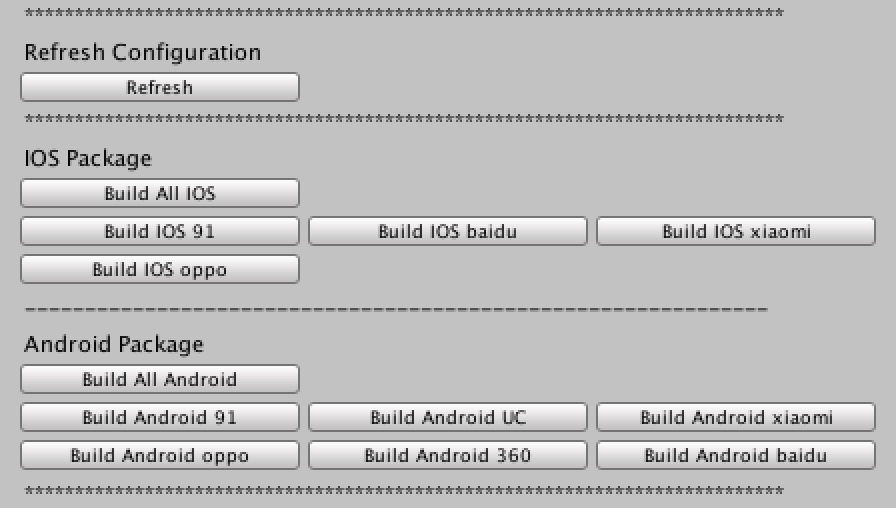 ****************************************************************************************
Refresh Configuration
Refresh
****************************************************************************************
IOS Package
Build All IOS
Build IOS 91 Build IOS baidu Build IOS xiaomi
Build IOS oppo
--------------------------------------------------------------
Android Package
Build All Android
Build Android 91 Build Android UC Build Android xiaomi
Build Android oppo Build Android 360 Build Android baidu
****************************************************************************************